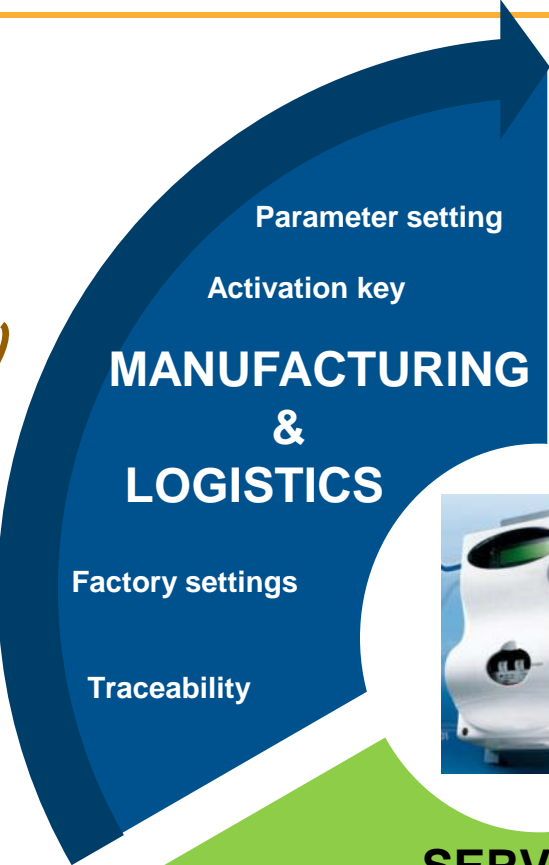 Parameter setting
Activation key
MANUFACTURING
&
LOGISTICS
Factory settings
Traceability